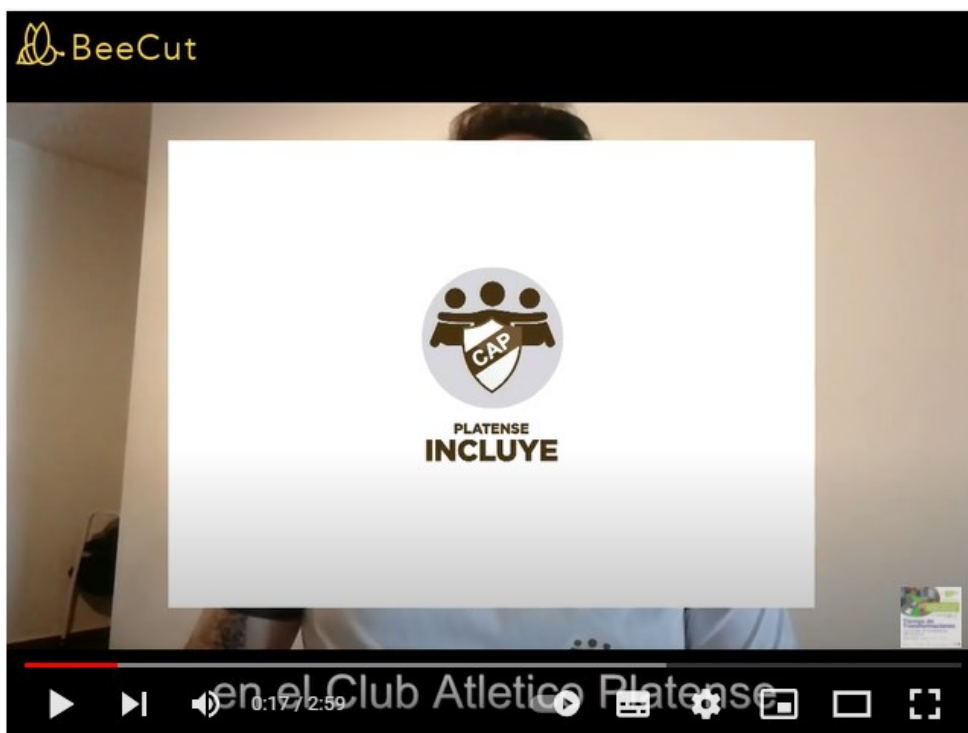 BeeCut
CAP
PLATENSE
INCLUYE
en el Club Atletico Platense
0:17 / 2:59